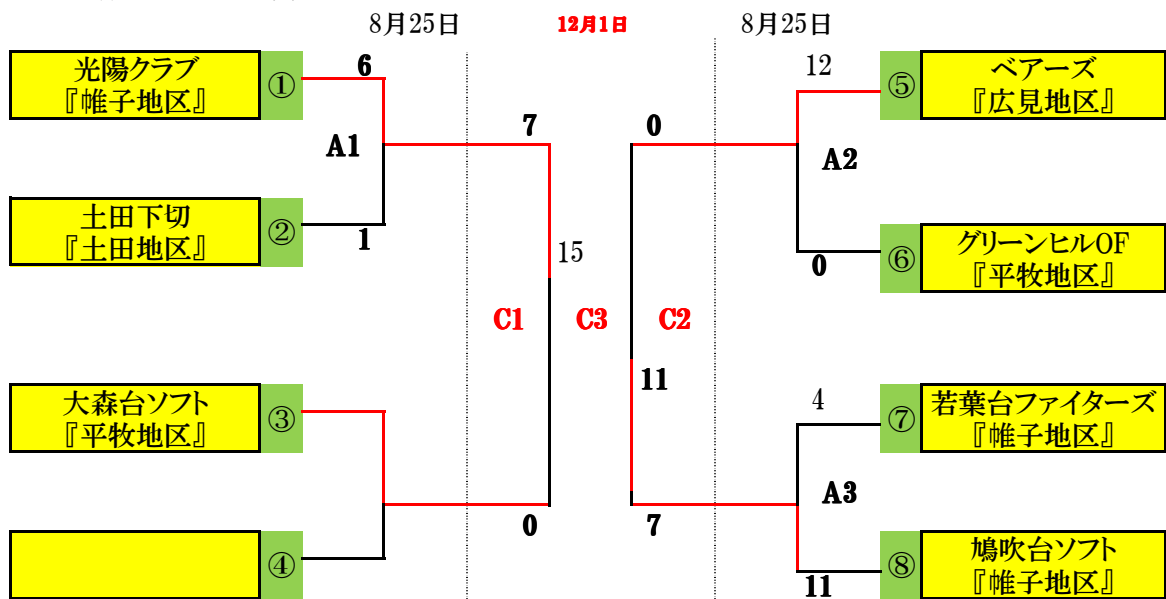 8月25日
12月1日
8月25日
光陽クラブ
『帷子地区』
①
6
7
0
12
⑤
ベアーズ
『広見地区』
A1
A2
土田下切
『土田地区』
②
1
15
0
⑥
グリーンヒルOF
『平牧地区』
C1
C3
C2
11
大森台ソフト
『平牧地区』
③
4
⑦
若葉台ファイターズ
『帷子地区』
A3
0
7
④
11
⑧
鳩吹台ソフト
『帷子地区』